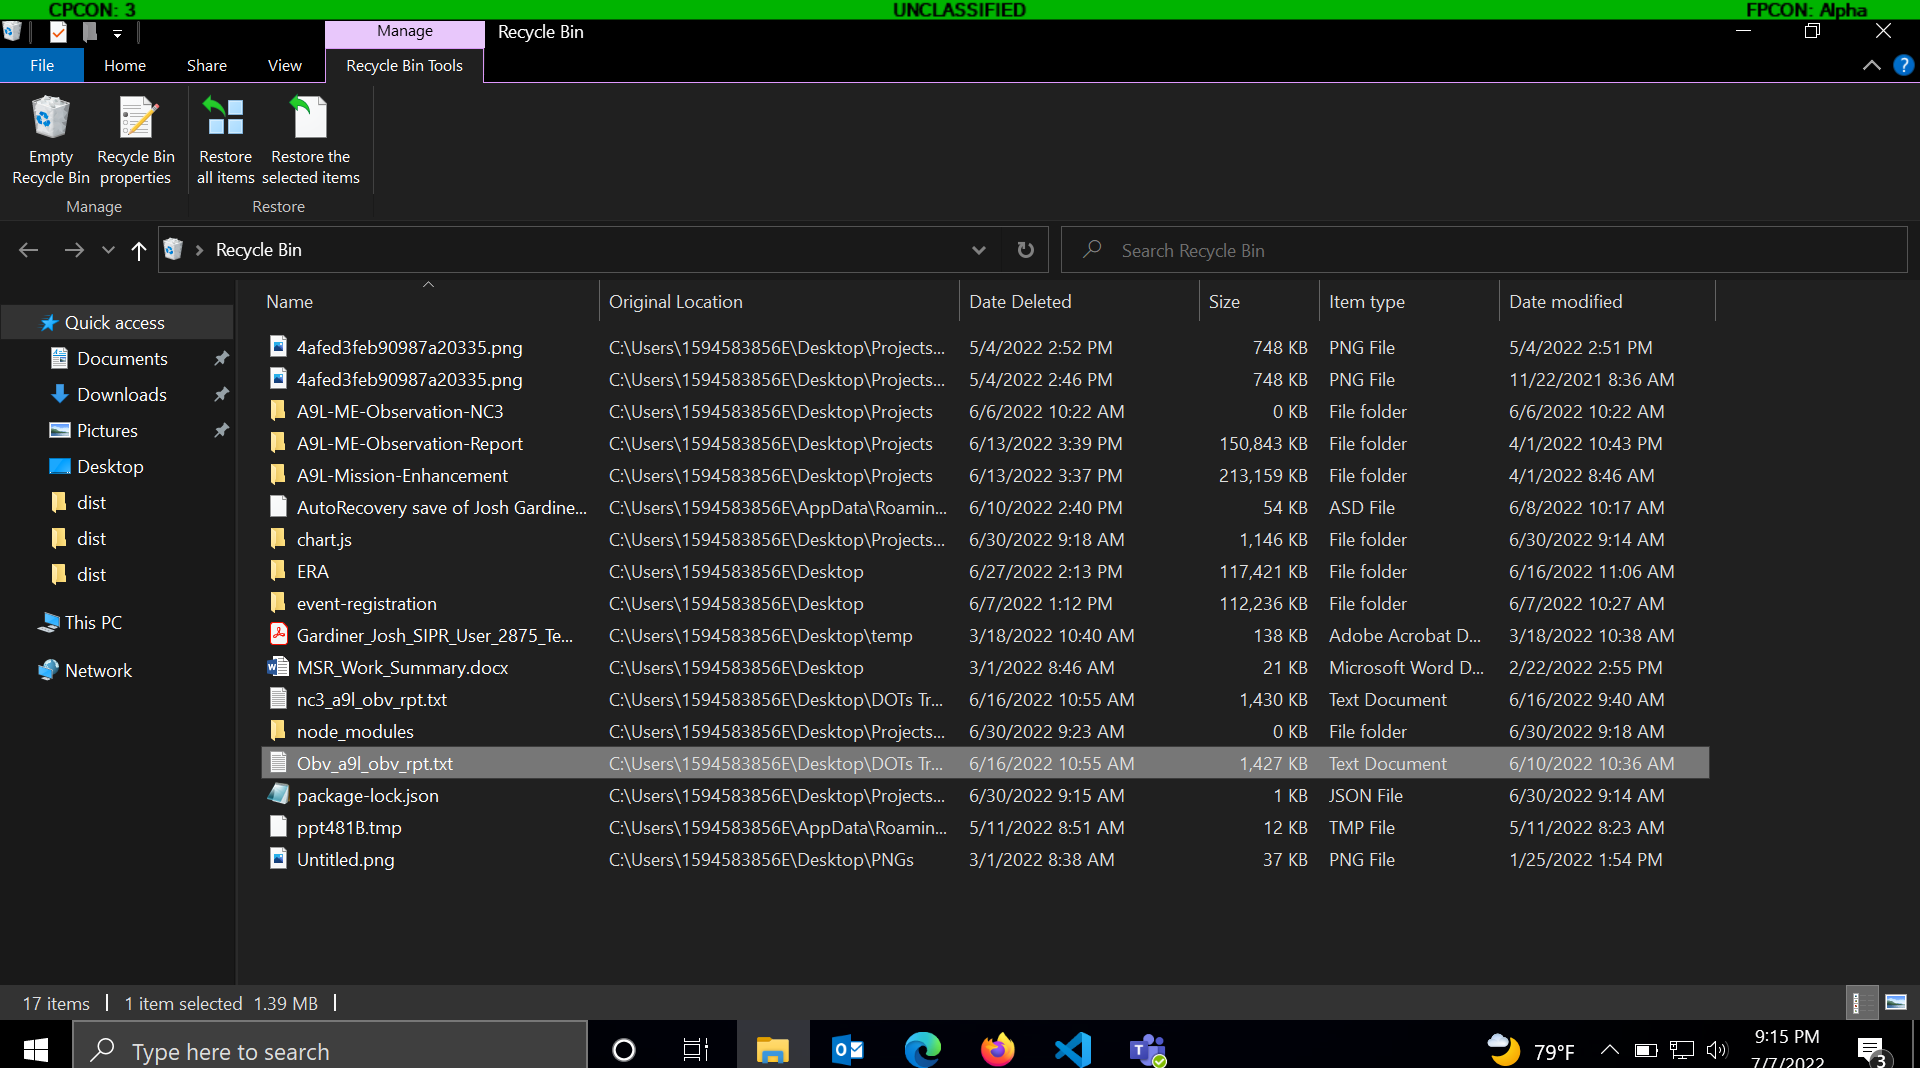 CPCON: 3 UNCLASSIFIED FPCON: Alpha
Manage Recycle Bin
File Home Share View Recycle Bin Tools
Empty Recycle Bin Restore Restore the
Recycle Bin properties all items selected items
Manage Restore
Recycle Bin Search Recycle Bin
Name Original Location Date Deleted Size Item type Date modified
Quick access
Documents
Downloads
Pictures
Desktop
dist
dist
dist
This PC
Network
4afed3feb90987a20335.png C:\Users\1594583856E\Desktop\Projects... 5/4/2022 2:52 PM 748 KB PNG File 5/4/2022 2:51 PM
4afed3feb90987a20335.png C:\Users\1594583856E\Desktop\Projects... 5/4/2022 2:46 PM 748 KB PNG File 11/22/2021 8:36 AM
A9L-ME-Observation-NC3 C:\Users\1594583856E\Desktop\Projects 6/6/2022 10:22 AM 0 KB File folder 6/6/2022 10:22 AM
A9L-ME-Observation-Report C:\Users\1594583856E\Desktop\Projects 6/13/2022 3:39 PM 150,843 KB File folder 4/1/2022 10:43 PM
A9L-Mission-Enhancement C:\Users\1594583856E\Desktop\Projects 6/13/2022 3:37 PM 213,159 KB File folder 4/1/2022 8:46 AM
AutoRecovery save of Josh Gardine... C:\Users\1594583856E\AppData\Roamin... 6/10/2022 2:40 PM 54 KB ASD File 6/8/2022 10:17 AM
chart.js C:\Users\1594583856E\Desktop\Projects... 6/30/2022 9:18 AM 1,146 KB File folder 6/30/2022 9:14 AM
ERA C:\Users\1594583856E\Desktop 6/27/2022 2:13 PM 117,421 KB File folder 6/16/2022 11:06 AM
event-registration C:\Users\1594583856E\Desktop 6/7/2022 1:12 PM 112,236 KB File folder 6/7/2022 10:27 AM
Gardiner_Josh_SIPR_User_2875_Te... C:\Users\1594583856E\Desktop\temp 3/18/2022 10:40 AM 138 KB Adobe Acrobat D... 3/18/2022 10:38 AM
MSR_Work_Summary.docx C:\Users\1594583856E\Desktop 3/1/2022 8:46 AM 21 KB Microsoft Word D... 2/22/2022 2:55 PM
nc3_a9l_obv_rpt.txt C:\Users\1594583856E\Desktop\DOTs Tr... 6/16/2022 10:55 AM 1,430 KB Text Document 6/16/2022 9:40 AM
node_modules C:\Users\1594583856E\Desktop\Projects... 6/30/2022 9:23 AM 0 KB File folder 6/30/2022 9:18 AM
Obv_a9l_obv_rpt.txt C:\Users\1594583856E\Desktop\DOTs Tr... 6/16/2022 10:55 AM 1,427 KB Text Document 6/10/2022 10:36 AM
package-lock.json C:\Users\1594583856E\Desktop\Projects... 6/30/2022 9:15 AM 1 KB JSON File 6/30/2022 9:14 AM
ppt481B.tmp C:\Users\1594583856E\AppData\Roamin... 5/11/2022 8:51 AM 12 KB TMP File 5/11/2022 8:23 AM
Untitled.png C:\Users\1594583856E\Desktop\PNGs 3/1/2022 8:38 AM 37 KB PNG File 1/25/2022 1:54 PM
17 items 1 item selected 1.39 MB
Type here to search 79°F 9:15 PM
7/7/2022 3